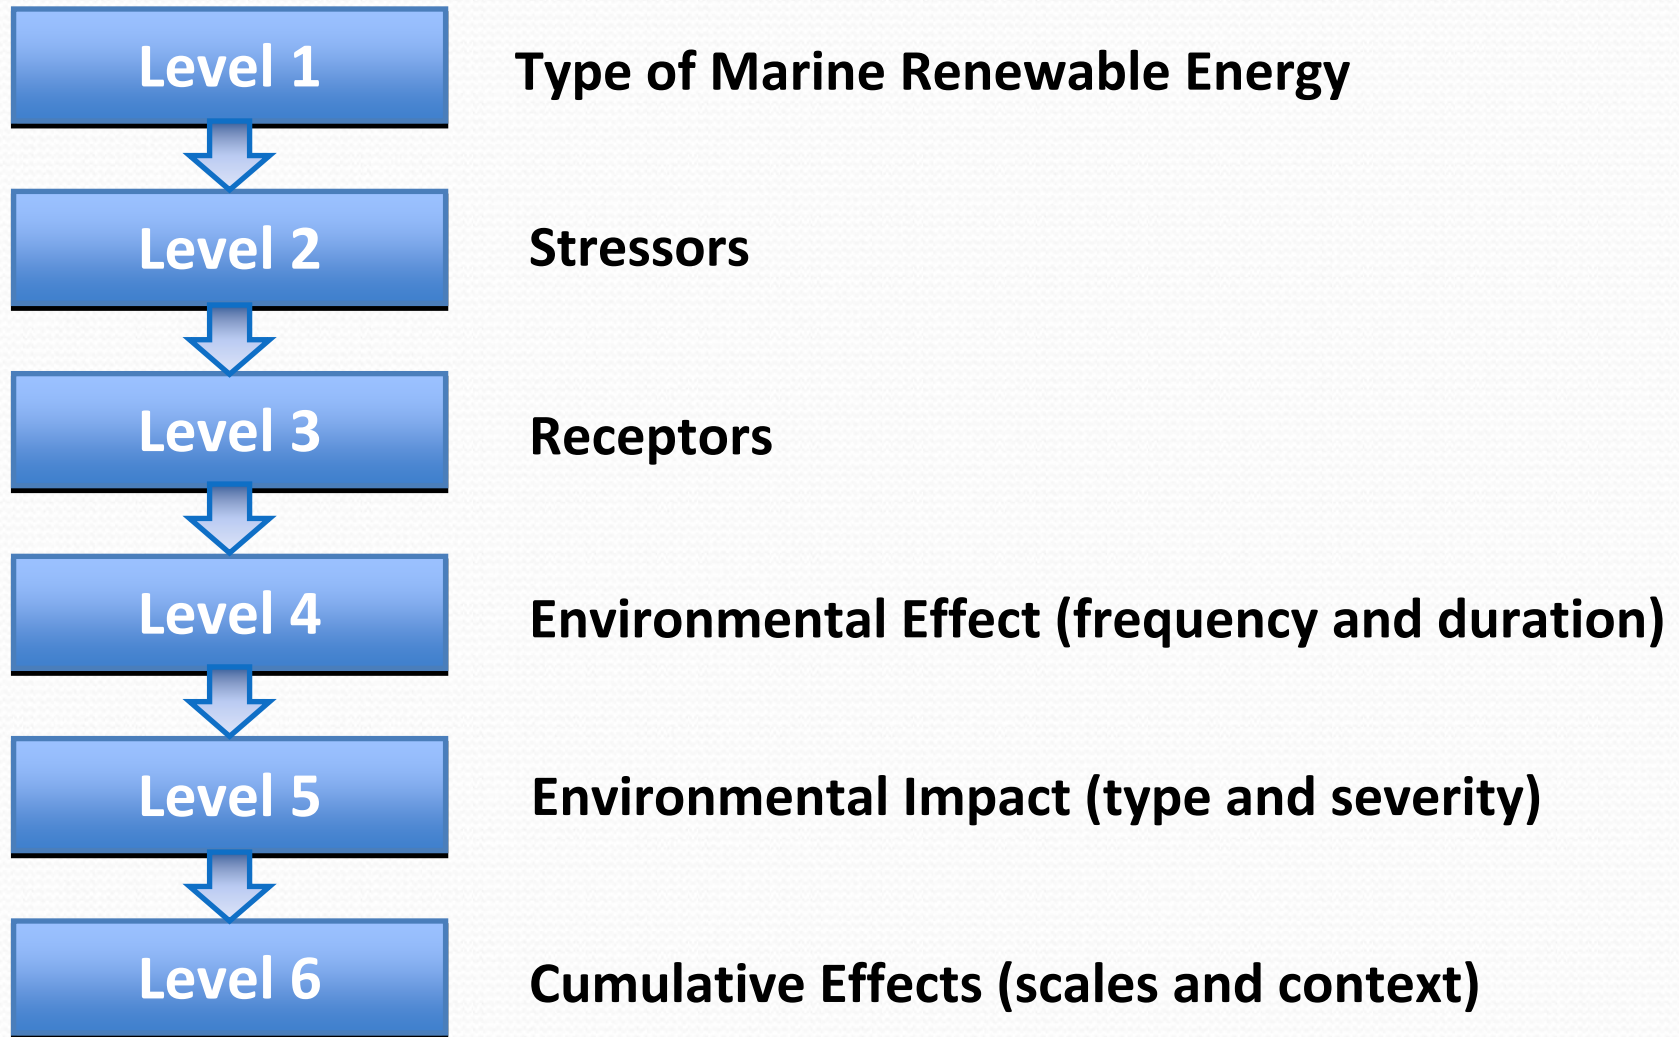 Level 1
Type of Marine Renewable Energy
Level 2
Stressors
Level 3
Receptors
Level 4
Environmental Effect (frequency and duration)
Level 5
Environmental Impact (type and severity)
Level 6
Cumulative Effects (scales and context)